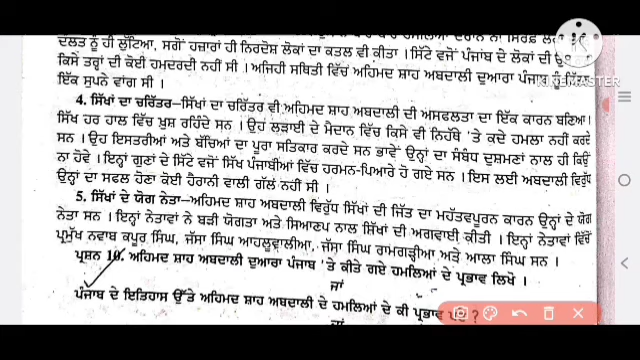 ਦੌਲਤ ਨੂੰ ਹੀ ਲੁੱਟਿਆ, ਸਗੋਂ ਹਜ਼ਾਰਾਂ ਹੀ ਨਿਰਦੋਸ਼ ਲੋਕਾਂ ਦਾ ਕਤਲ ਵੀ ਕੀਤਾ । ਸਿੱਟੇ ਵਜੋਂ ਪੰਜਾਬ ਦੇ ਲੋਕਾਂ ਦੀ
ਕਿਸੇ ਤਰ੍ਹਾਂ ਦੀ ਕੋਈ ਹਮਦਰਦੀ ਨਹੀਂ ਸੀ । ਅਜਿਹੀ ਸਥਿਤੀ ਵਿੱਚ ਅਹਿਮਦ ਸ਼ਾਹ ਅਬਦਾਲੀ ਦੁਆਰਾ ਪੰਜਾਬ ਨੂੰ
ਇੱਕ ਸੁਪਨੇ ਵਾਂਗ ਸੀ ।
KINEMASTER
4. ਸਿੱਖਾਂ ਦਾ ਚਰਿੱਤਰ—ਸਿੱਖਾਂ ਦਾ ਚਰਿੱਤਰ ਵੀ ਅਹਿਮਦ ਸ਼ਾਹ ਅਬਦਾਲੀ ਦੀ ਅਸਫਲਤਾ ਦਾ ਇੱਕ ਕਾਰਨ ਬਣਿਆ।
ਸਿੱਖ ਹਰ ਹਾਲ ਵਿੱਚ ਖ਼ੁਸ਼ ਰਹਿੰਦੇ ਸਨ । ਉਹ ਲੜਾਈ ਦੇ ਮੈਦਾਨ ਵਿੱਚ ਕਿਸੇ ਵੀ ਨਿਹੱਥੇ 'ਤੇ ਕਦੇ ਹਮਲਾ ਨਹੀਂ ਕਰਦੇ
ਸਨ । ਉਹ ਇਸਤਰੀਆਂ ਅਤੇ ਬੱਚਿਆਂ ਦਾ ਪੂਰਾ ਸਤਿਕਾਰ ਕਰਦੇ ਸਨ ਭਾਵੇਂ ਉਨ੍ਹਾਂ ਦਾ ਸੰਬੰਧ ਦੁਸ਼ਮਣਾਂ ਨਾਲ ਹੀ ਕਿਉਂ
ਨਾ ਹੋਵੇ । ਇਨ੍ਹਾਂ ਗੁਣਾਂ ਦੇ ਸਿੱਟੇ ਵਜੋਂ ਸਿੱਖ ਪੰਜਾਬੀਆਂ ਵਿੱਚ ਹਰਮਨ-ਪਿਆਰੇ ਹੋ ਗਏ ਸਨ । ਇਸ ਲਈ ਅਬਦਾਲੀ ਵਿਰੁੱਧ
ਉਨ੍ਹਾਂ ਦਾ ਸਫਲ ਹੋਣਾ ਕੋਈ ਹੈਰਾਨੀ ਵਾਲੀ ਗੱਲ ਨਹੀਂ ਸੀ ।
5. ਸਿੱਖਾਂ ਦੇ ਯੋਗ ਨੇਤਾ—ਅਹਿਮਦ ਸ਼ਾਹ ਅਬਦਾਲੀ ਵਿਰੁੱਧ ਸਿੱਖਾਂ ਦੀ ਜਿੱਤ ਦਾ ਮਹੱਤਵਪੂਰਨ ਕਾਰਨ ਉਨ੍ਹਾਂ ਦੇ ਯੋਗ
ਨੇਤਾ ਸਨ । ਇਨ੍ਹਾਂ ਨੇਤਾਵਾਂ ਨੇ ਬੜੀ ਯੋਗਤਾ ਅਤੇ ਸਿਆਣਪ ਨਾਲ ਸਿੱਖਾਂ ਦੀ ਅਗਵਾਈ ਕੀਤੀ । ਇਨ੍ਹਾਂ ਨੇਤਾਵਾਂ ਵਿੱਚੋਂ
ਪ੍ਰਮੁੱਖ ਨਵਾਬ ਕਪੂਰ ਸਿੰਘ, ਜੱਸਾ ਸਿੰਘ ਆਹਲੂਵਾਲੀਆ, ਜੱਸਾ ਸਿੰਘ ਰਾਮਗੜ੍ਹੀਆ ਅਤੇ ਆਲਾ ਸਿੰਘ ਸਨ ।
ਪ੍ਰਸ਼ਨ 10. ਅਹਿਮਦ ਸ਼ਾਹ ਅਬਦਾਲੀ ਦੁਆਰਾ ਪੰਜਾਬ 'ਤੇ ਕੀਤੇ ਗਏ ਹਮਲਿਆਂ ਦੇ ਪ੍ਰਭਾਵ ਲਿਖੋ ।
ਜਾਂ
ਪੰਜਾਬ ਦੇ ਇਤਿਹਾਸ ਉੱਤੇ ਅਹਿਮਦ ਸ਼ਾਹ ਅਬਦਾਲੀ ਦੇ ਹਮਲਿਆਂ ਦੇ ਕੀ ਪ੍ਰਭਾਵ ਪਏ ?
ਜਾਂ